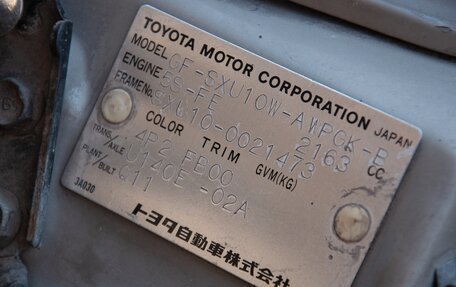 TOYOTA MOTOR CORPORATION JAPAN
MODEL GF-SXU10W-AWPGK-B
ENGINE 5S-FE 2163 CC
FRAME No. SXU10-0021473
COLOR TRIM GVM(KG)
4P2 FB00
TRANS/AXLE U140E -02A
PLANT/BUILT C11
3A030
トヨタ自動車株式会社